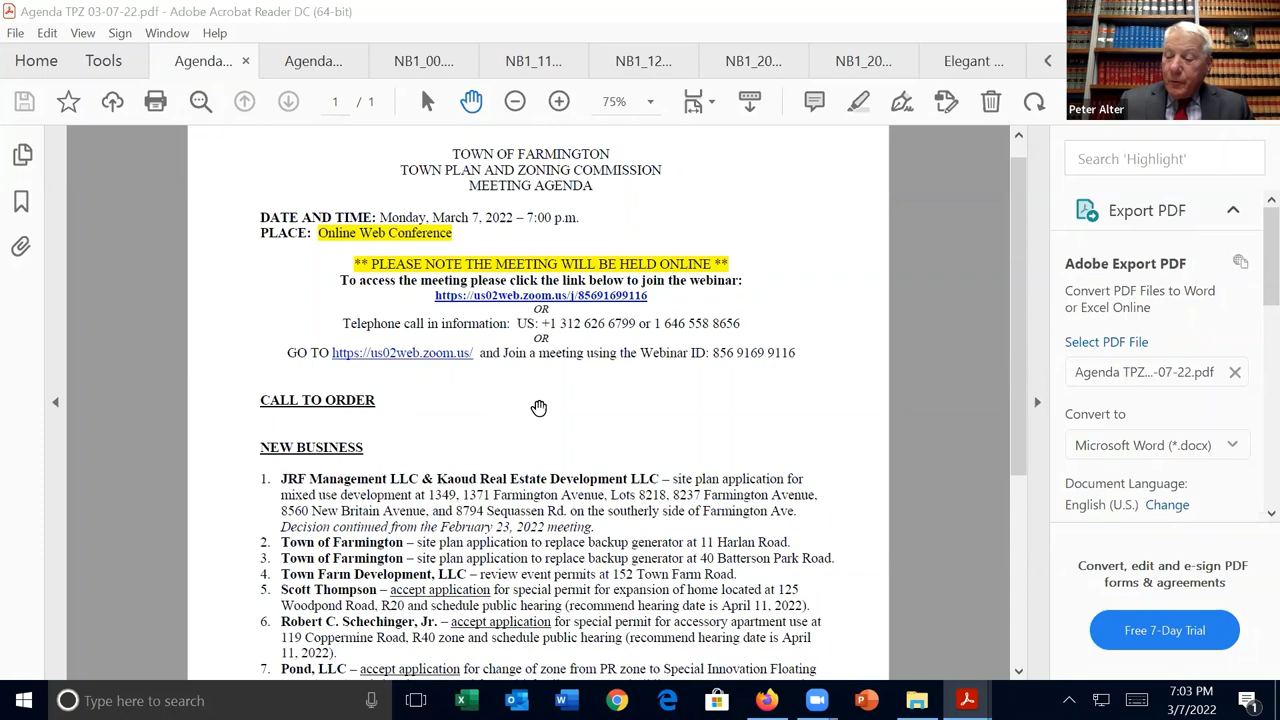 Agenda TPZ 03-07-22.pdf - Adobe Acrobat Reader DC (64-bit)
File Edit View Sign Window Help
Home Tools Agenda... × Agenda... NB1_00.... NB1_11... NB1_12... NB1_20... NB1_20... Elegant ...
1 / 1 75%
Peter Alter
TOWN OF FARMINGTON
TOWN PLAN AND ZONING COMMISSION
MEETING AGENDA
DATE AND TIME: Monday, March 7, 2022 – 7:00 p.m.
PLACE: Online Web Conference
** PLEASE NOTE THE MEETING WILL BE HELD ONLINE **
To access the meeting please click the link below to join the webinar:
https://us02web.zoom.us/j/85691699116
OR
Telephone call in information: US: +1 312 626 6799 or 1 646 558 8656
OR
GO TO https://us02web.zoom.us/ and Join a meeting using the Webinar ID: 856 9169 9116
CALL TO ORDER
NEW BUSINESS
1. JRF Management LLC & Kaoud Real Estate Development LLC – site plan application for
mixed use development at 1349, 1371 Farmington Avenue, Lots 8218, 8237 Farmington Avenue,
8560 New Britain Avenue, and 8794 Sequassen Rd. on the southerly side of Farmington Ave.
Decision continued from the February 23, 2022 meeting.
2. Town of Farmington – site plan application to replace backup generator at 11 Harlan Road.
3. Town of Farmington – site plan application to replace backup generator at 40 Batterson Park Road.
4. Town Farm Development, LLC – review event permits at 152 Town Farm Road.
5. Scott Thompson – accept application for special permit for expansion of home located at 125
Woodpond Road, R20 and schedule public hearing (recommend hearing date is April 11, 2022).
6. Robert C. Schechinger, Jr. – accept application for special permit for accessory apartment use at
119 Coppermine Road, R40 zone and schedule public hearing (recommend hearing date is April
11, 2022).
7. Pond, LLC – accept application for change of zone from PR zone to Special Innovation Floating
Search 'Highlight'
Export PDF
Adobe Export PDF
Convert PDF Files to Word
or Excel Online
Select PDF File
Agenda TPZ...-07-22.pdf
Convert to
Microsoft Word (*.docx)
Document Language:
English (U.S.) Change
Convert, edit and e-sign PDF
forms & agreements
Free 7-Day Trial
Type here to search
7:03 PM
3/7/2022
1